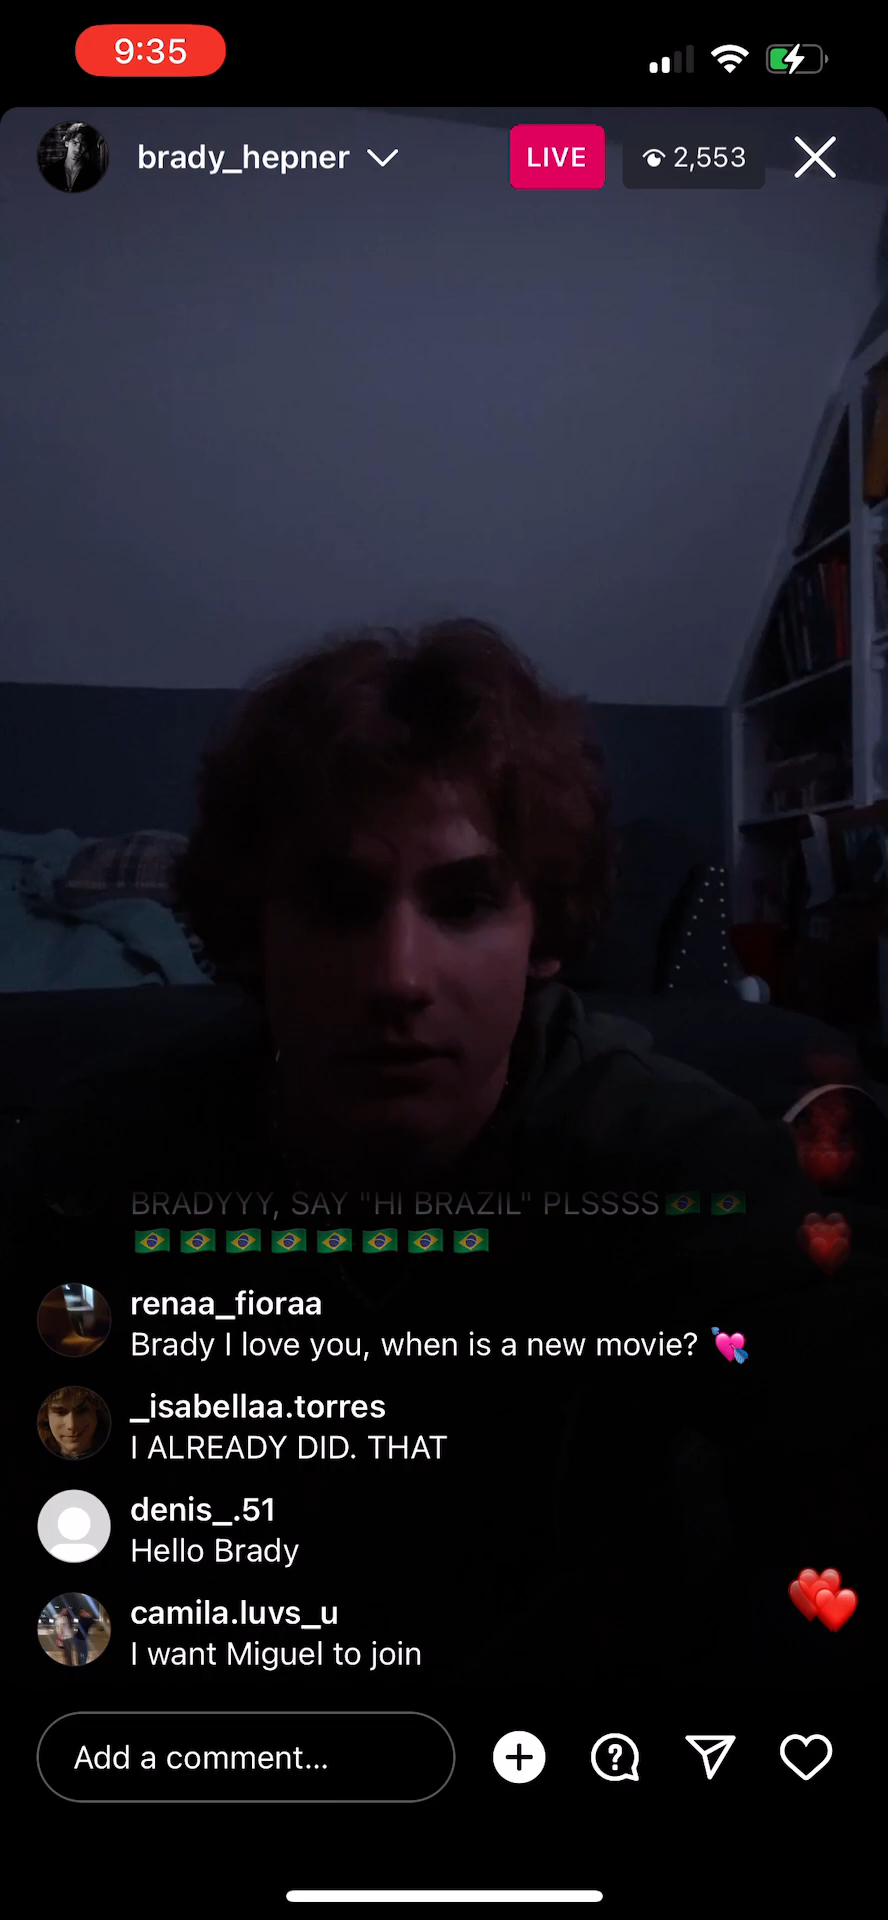 9:35
brady_hepner
LIVE
2,553
BRADYYY, SAY "HI BRAZIL" PLSSSS🇧🇷 🇧🇷
🇧🇷 🇧🇷 🇧🇷 🇧🇷 🇧🇷 🇧🇷 🇧🇷 🇧🇷
renaa_fioraa
Brady I love you, when is a new movie? 💘
_isabellaa.torres
I ALREADY DID. THAT
denis_.51
Hello Brady
camila.luvs_u
I want Miguel to join
Add a comment...